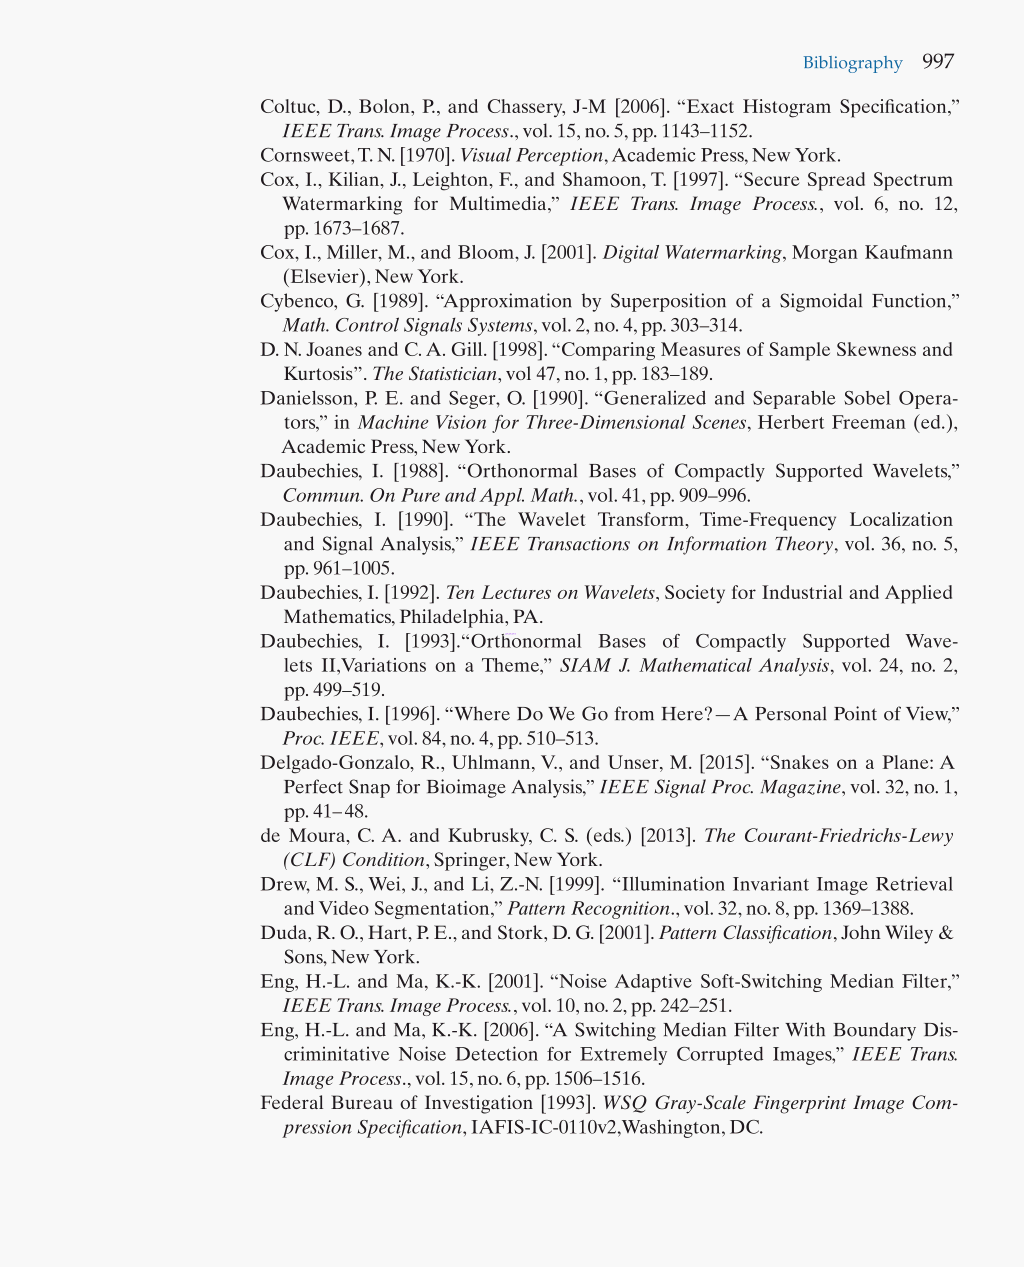 Bibliography 997
Coltuc, D., Bolon, P., and Chassery, J-M [2006]. “Exact Histogram Specification,”
IEEE Trans. Image Process., vol. 15, no. 5, pp. 1143–1152.
Cornsweet, T. N. [1970]. Visual Perception, Academic Press, New York.
Cox, I., Kilian, J., Leighton, F., and Shamoon, T. [1997]. “Secure Spread Spectrum
Watermarking for Multimedia,” IEEE Trans. Image Process., vol. 6, no. 12,
pp. 1673–1687.
Cox, I., Miller, M., and Bloom, J. [2001]. Digital Watermarking, Morgan Kaufmann
(Elsevier), New York.
Cybenco, G. [1989]. “Approximation by Superposition of a Sigmoidal Function,”
Math. Control Signals Systems, vol. 2, no. 4, pp. 303–314.
D. N. Joanes and C. A. Gill. [1998]. “Comparing Measures of Sample Skewness and
Kurtosis”. The Statistician, vol 47, no. 1, pp. 183–189.
Danielsson, P. E. and Seger, O. [1990]. “Generalized and Separable Sobel Opera-
tors,” in Machine Vision for Three-Dimensional Scenes, Herbert Freeman (ed.),
Academic Press, New York.
Daubechies, I. [1988]. “Orthonormal Bases of Compactly Supported Wavelets,”
Commun. On Pure and Appl. Math., vol. 41, pp. 909–996.
Daubechies, I. [1990]. “The Wavelet Transform, Time-Frequency Localization
and Signal Analysis,” IEEE Transactions on Information Theory, vol. 36, no. 5,
pp. 961–1005.
Daubechies, I. [1992]. Ten Lectures on Wavelets, Society for Industrial and Applied
Mathematics, Philadelphia, PA.
Daubechies, I. [1993].“Orthonormal Bases of Compactly Supported Wave-
lets II,Variations on a Theme,” SIAM J. Mathematical Analysis, vol. 24, no. 2,
pp. 499–519.
Daubechies, I. [1996]. “Where Do We Go from Here?—A Personal Point of View,”
Proc. IEEE, vol. 84, no. 4, pp. 510–513.
Delgado-Gonzalo, R., Uhlmann, V., and Unser, M. [2015]. “Snakes on a Plane: A
Perfect Snap for Bioimage Analysis,” IEEE Signal Proc. Magazine, vol. 32, no. 1,
pp. 41–48.
de Moura, C. A. and Kubrusky, C. S. (eds.) [2013]. The Courant-Friedrichs-Lewy
(CLF) Condition, Springer, New York.
Drew, M. S., Wei, J., and Li, Z.-N. [1999]. “Illumination Invariant Image Retrieval
and Video Segmentation,” Pattern Recognition., vol. 32, no. 8, pp. 1369–1388.
Duda, R. O., Hart, P. E., and Stork, D. G. [2001]. Pattern Classification, John Wiley &
Sons, New York.
Eng, H.-L. and Ma, K.-K. [2001]. “Noise Adaptive Soft-Switching Median Filter,”
IEEE Trans. Image Process., vol. 10, no. 2, pp. 242–251.
Eng, H.-L. and Ma, K.-K. [2006]. “A Switching Median Filter With Boundary Dis-
criminitative Noise Detection for Extremely Corrupted Images,” IEEE Trans.
Image Process., vol. 15, no. 6, pp. 1506–1516.
Federal Bureau of Investigation [1993]. WSQ Gray-Scale Fingerprint Image Com-
pression Specification, IAFIS-IC-0110v2,Washington, DC.